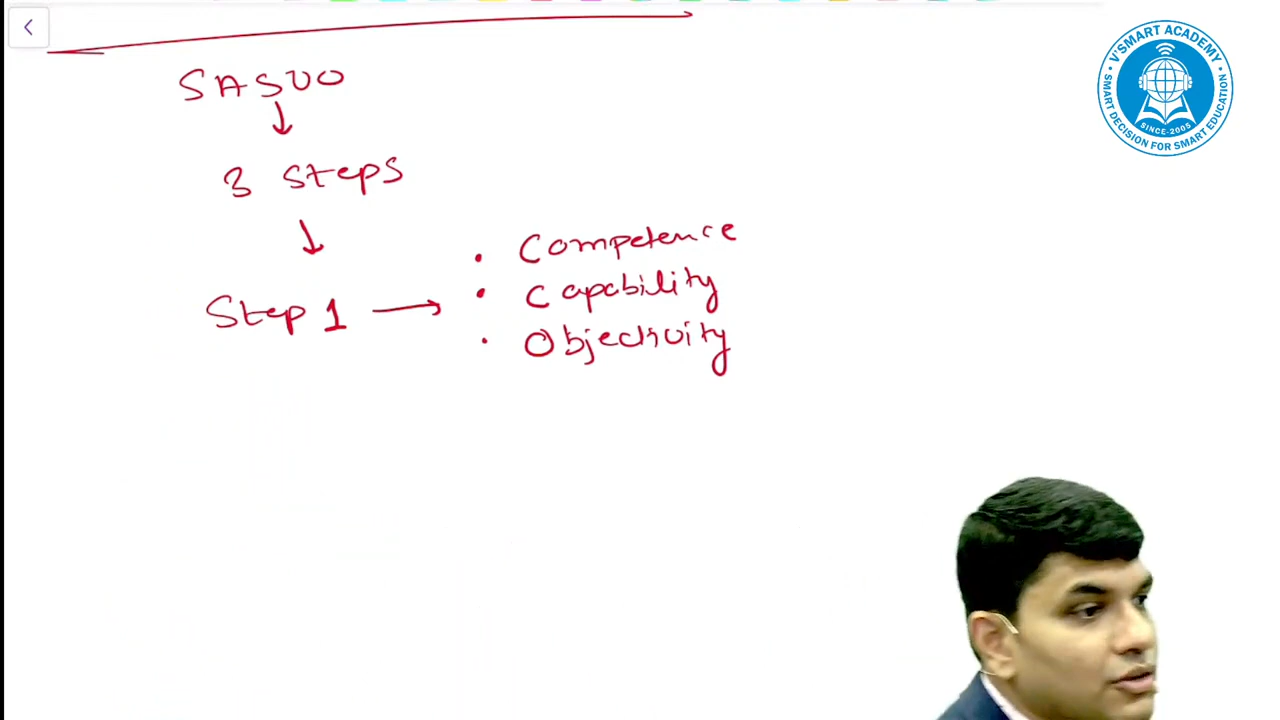 SASUO
3 Steps
Step 1
• Competence
• Capability
• Objectivity
V'SMART ACADEMY
SINCE-2005
SMART DECISION FOR SMART EDUCATION